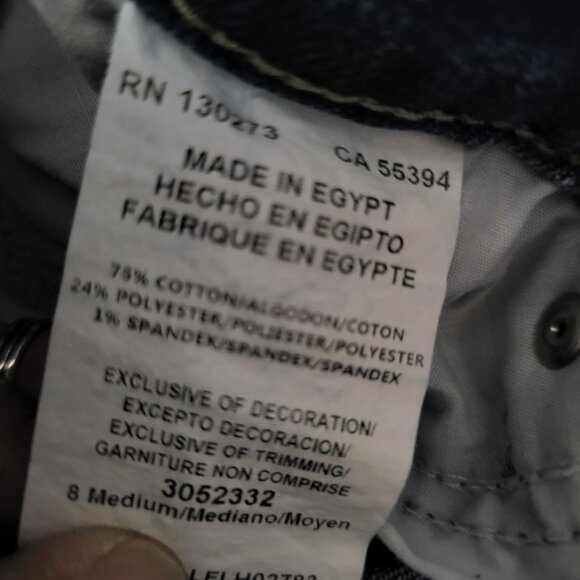 RN 130273
CA 55394
MADE IN EGYPT
HECHO EN EGIPTO
FABRIQUE EN EGYPTE
75% COTTON/ALGODON/COTON
24% POLYESTER/POLIESTER/POLYESTER
1% SPANDEX/SPANDEX/SPANDEX
EXCLUSIVE OF DECORATION/
EXCEPTO DECORACION/
EXCLUSIVE OF TRIMMING/
GARNITURE NON COMPRISE
3052332
8 Medium/Mediano/Moyen